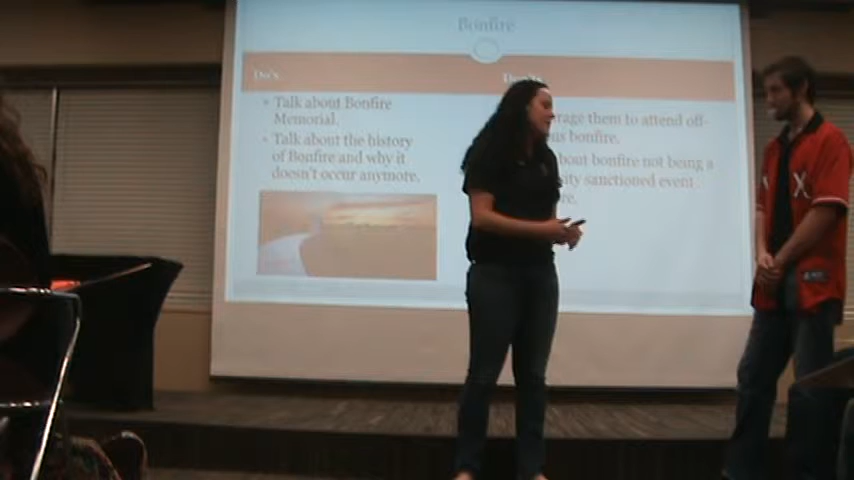 Bonfire
Do's
Don'ts
Talk about Bonfire
Memorial.
Talk about the history
of Bonfire and why it
doesn't occur anymore.
rage them to attend off-
us bonfire.
bout bonfire not being a
sity sanctioned event
re.
X